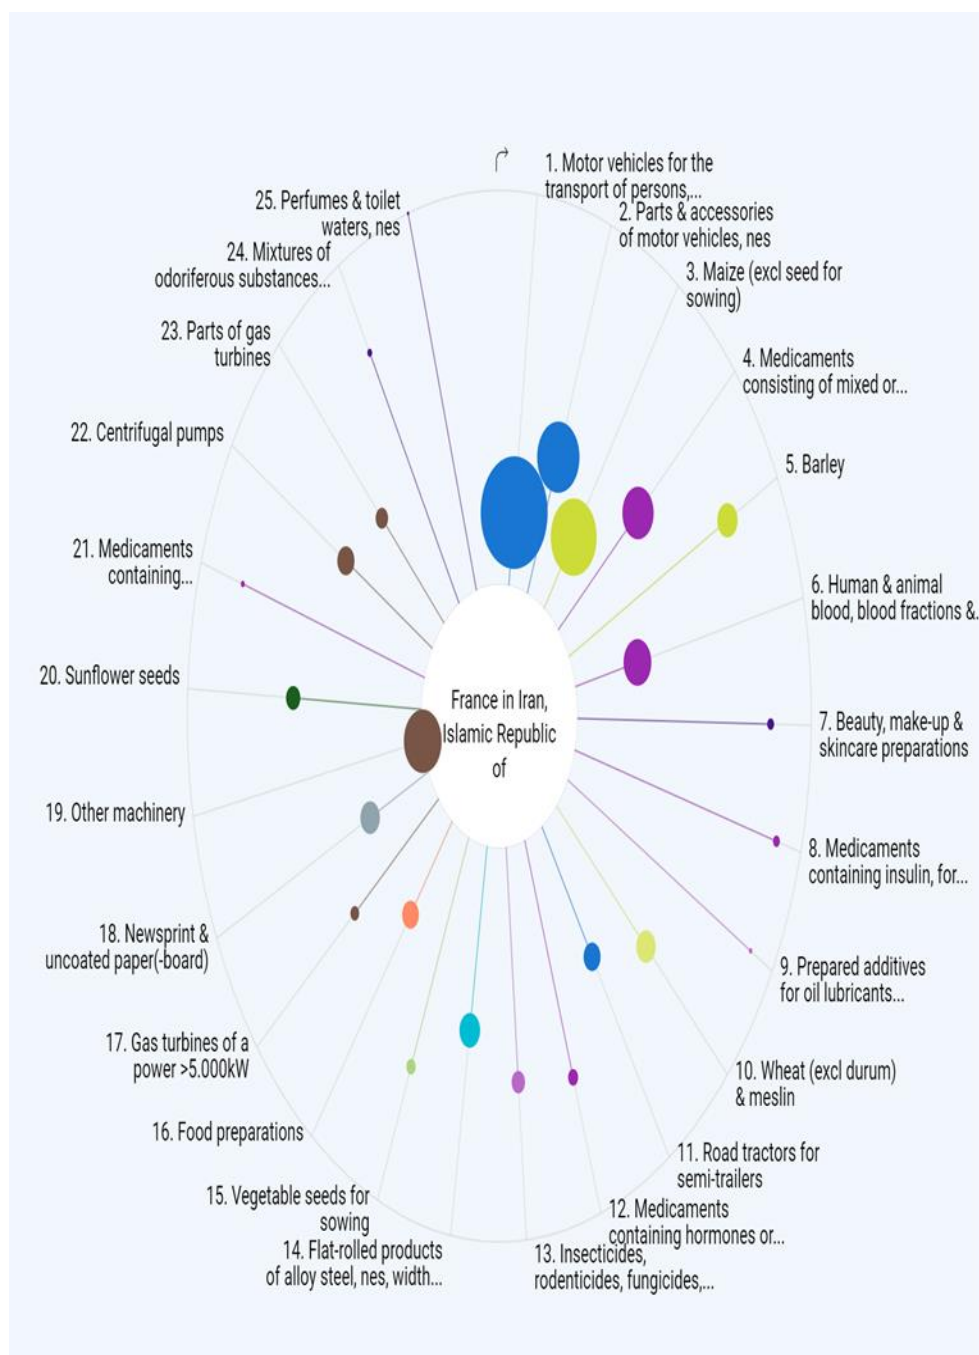 1. Motor vehicles for the
transport of persons,...
2. Parts & accessories
of motor vehicles, nes
3. Maize (excl seed for
sowing)
4. Medicaments
consisting of mixed or...
5. Barley
6. Human & animal
blood, blood fractions &.
7. Beauty, make-up &
skincare preparations
8. Medicaments
containing insulin, for...
9. Prepared additives
for oil lubricants...
10. Wheat (excl durum)
& meslin
11. Road tractors for
semi-trailers
12. Medicaments
containing hormones or...
13. Insecticides,
rodenticides, fungicides,...
14. Flat-rolled products
of alloy steel, nes, width...
15. Vegetable seeds for
sowing
16. Food preparations
17. Gas turbines of a
power >5.000kW
18. Newsprint &
uncoated paper(-board)
19. Other machinery
20. Sunflower seeds
21. Medicaments
containing...
22. Centrifugal pumps
23. Parts of gas
turbines
24. Mixtures of
odoriferous substances...
25. Perfumes & toilet
waters, nes
France in Iran,
Islamic Republic
of